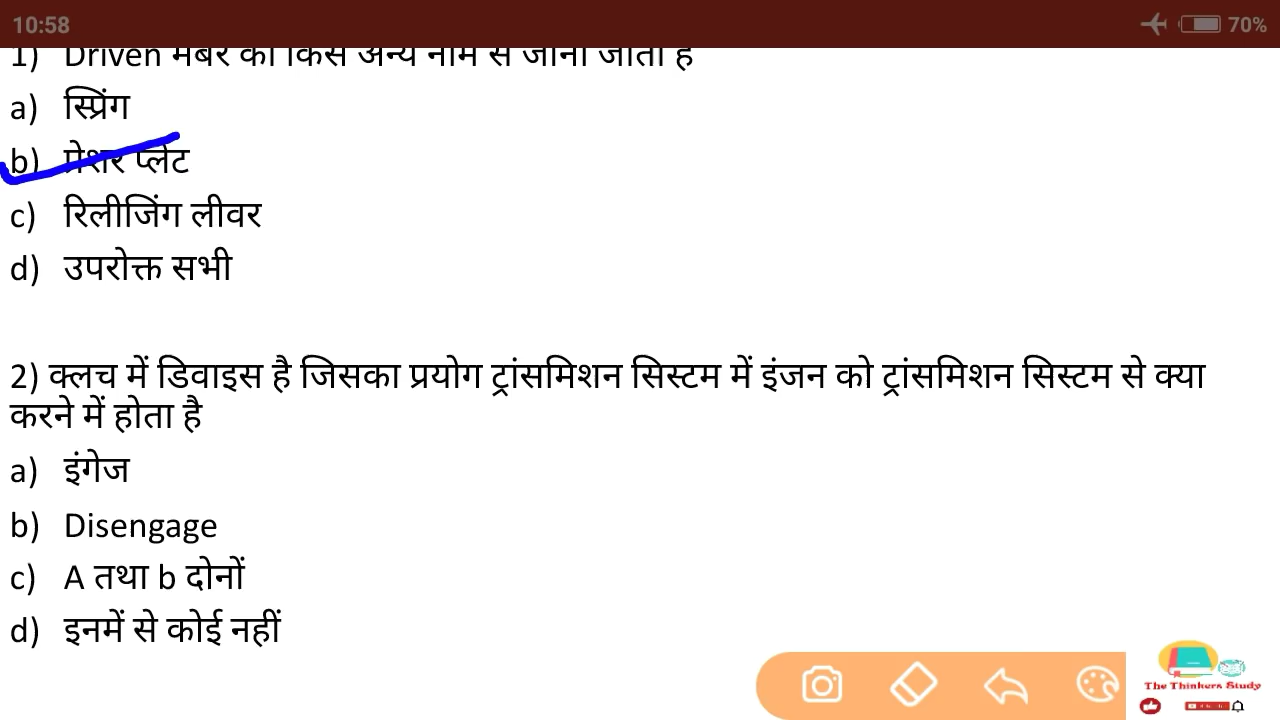 10:58
70%
1) Driven मेंबर को किस अन्य नाम से जाना जाता है
a) स्प्रिंग
b) प्रेशर प्लेट
c) रिलीजिंग लीवर
d) उपरोक्त सभी
2) क्लच में डिवाइस है जिसका प्रयोग ट्रांसमिशन सिस्टम में इंजन को ट्रांसमिशन सिस्टम से क्या
करने में होता है
a) इंगेज
b) Disengage
c) A तथा b दोनों
d) इनमें से कोई नहीं
The Thinkers Study